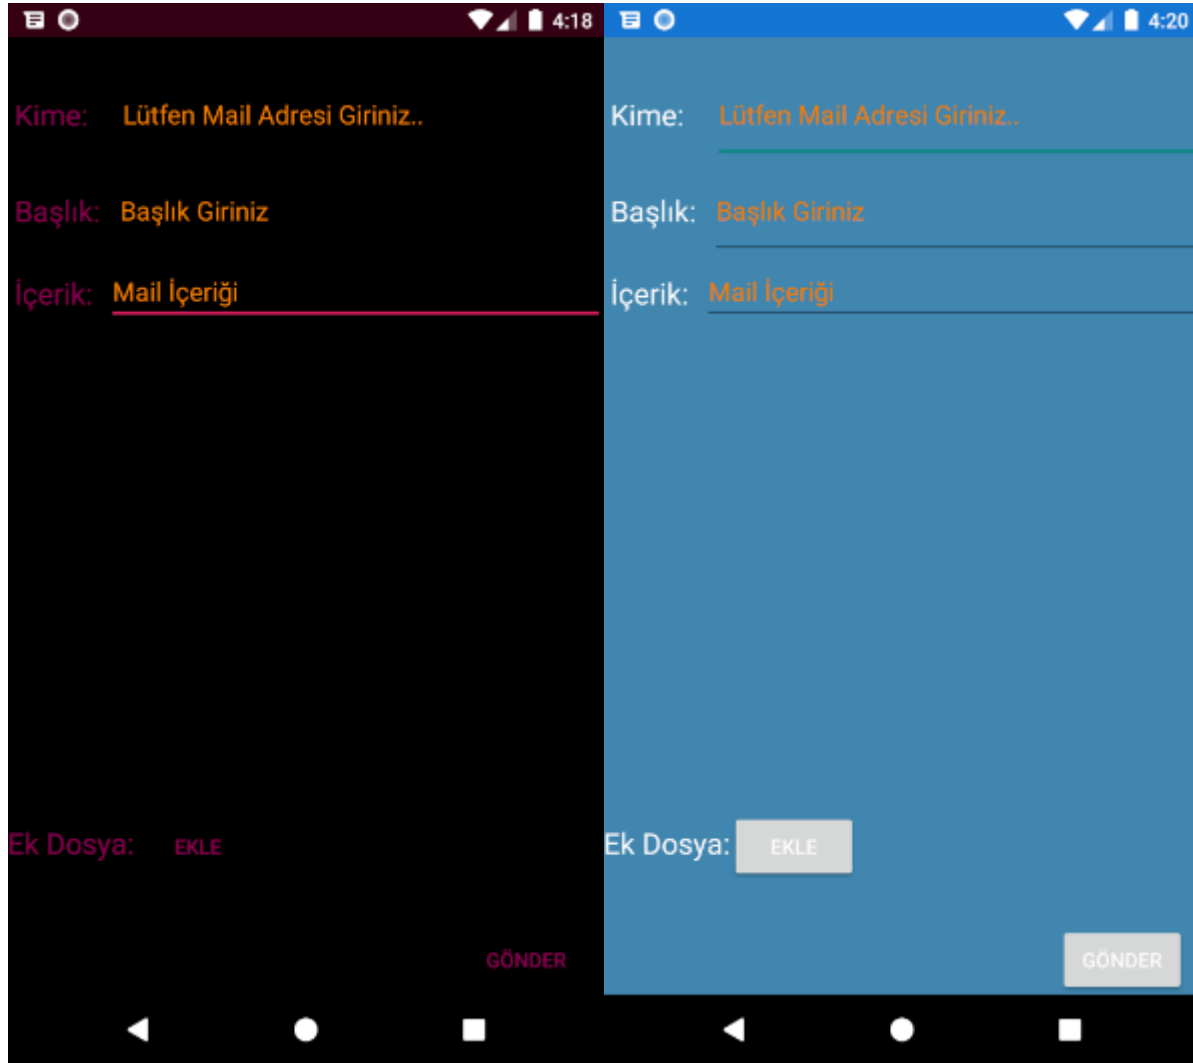 4:18
Kime: Lütfen Mail Adresi Giriniz..
Başlık: Başlık Giriniz
İçerik: Mail İçeriği
Ek Dosya: EKLE
GÖNDER
4:20
Kime: Lütfen Mail Adresi Giriniz..
Başlık: Başlık Giriniz
İçerik: Mail İçeriği
Ek Dosya: EKLE
GÖNDER